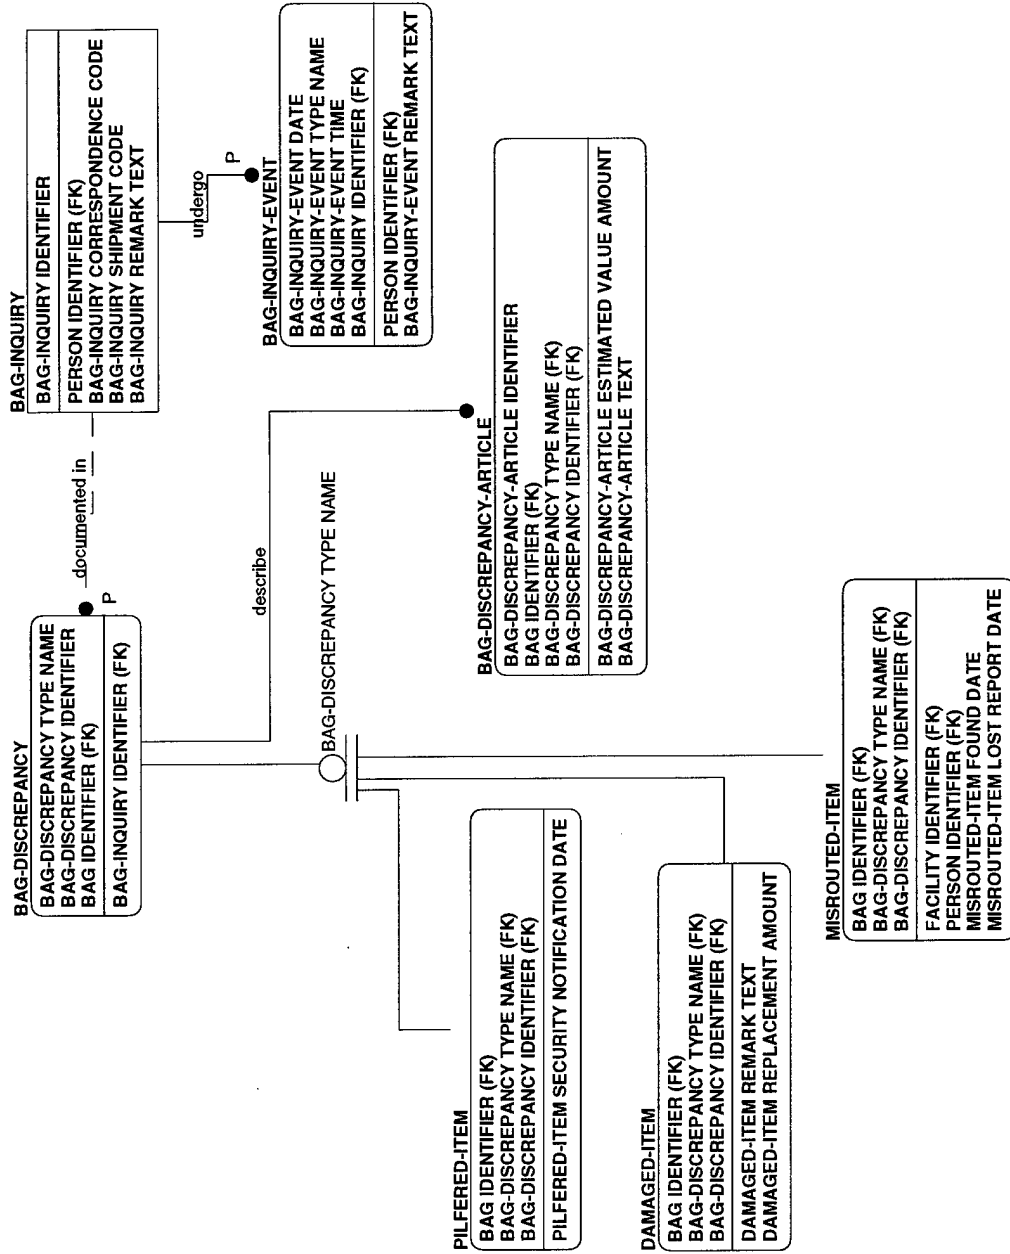 BAG-DISCREPANCY
BAG-DISCREPANCY TYPE NAME
BAG-DISCREPANCY IDENTIFIER
BAG IDENTIFIER (FK)
BAG-INQUIRY IDENTIFIER (FK)
P
documented in
BAG-INQUIRY
BAG-INQUIRY IDENTIFIER
PERSON IDENTIFIER (FK)
BAG-INQUIRY CORRESPONDENCE CODE
BAG-INQUIRY SHIPMENT CODE
BAG-INQUIRY REMARK TEXT
undergo
P
BAG-INQUIRY-EVENT
BAG-INQUIRY-EVENT DATE
BAG-INQUIRY-EVENT TYPE NAME
BAG-INQUIRY-EVENT TIME
BAG-INQUIRY IDENTIFIER (FK)
PERSON IDENTIFIER (FK)
BAG-INQUIRY-EVENT REMARK TEXT
describe
BAG-DISCREPANCY TYPE NAME
BAG-DISCREPANCY-ARTICLE
BAG-DISCREPANCY-ARTICLE IDENTIFIER
BAG IDENTIFIER (FK)
BAG-DISCREPANCY TYPE NAME (FK)
BAG-DISCREPANCY IDENTIFIER (FK)
BAG-DISCREPANCY-ARTICLE ESTIMATED VALUE AMOUNT
BAG-DISCREPANCY-ARTICLE TEXT
PILFERED-ITEM
BAG IDENTIFIER (FK)
BAG-DISCREPANCY TYPE NAME (FK)
BAG-DISCREPANCY IDENTIFIER (FK)
PILFERED-ITEM SECURITY NOTIFICATION DATE
DAMAGED-ITEM
BAG IDENTIFIER (FK)
BAG-DISCREPANCY TYPE NAME (FK)
BAG-DISCREPANCY IDENTIFIER (FK)
DAMAGED-ITEM REMARK TEXT
DAMAGED-ITEM REPLACEMENT AMOUNT
MISROUTED-ITEM
BAG IDENTIFIER (FK)
BAG-DISCREPANCY TYPE NAME (FK)
BAG-DISCREPANCY IDENTIFIER (FK)
FACILITY IDENTIFIER (FK)
PERSON IDENTIFIER (FK)
MISROUTED-ITEM FOUND DATE
MISROUTED-ITEM LOST REPORT DATE